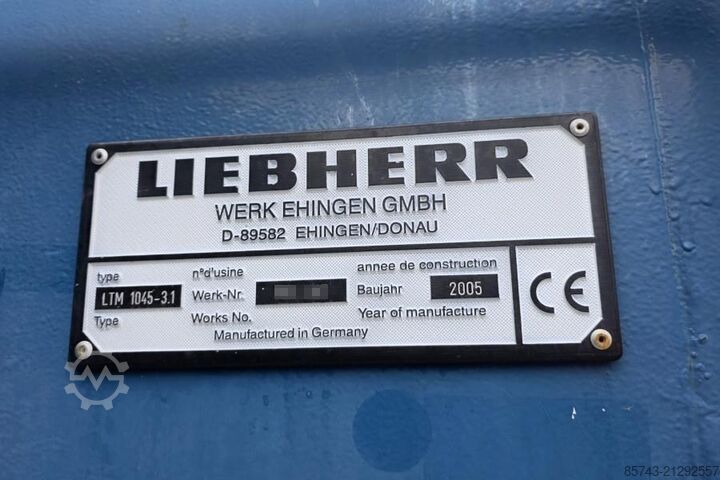 LIEBHERR
WERK EHINGEN GMBH
D-89582 EHINGEN/DONAU
type n°d'usine annee de construction
LTM 1045-3.1 Werk-Nr. Baujahr 2005
Type Works No. Year of manufacture
Manufactured in Germany
CE
85743-21292557